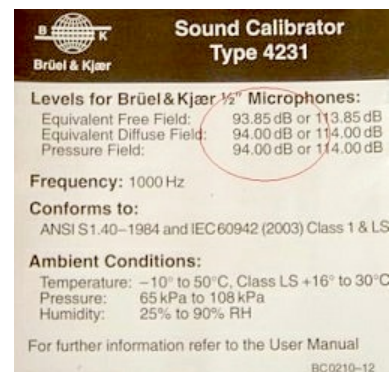 B K
Brüel & Kjær
Sound Calibrator
Type 4231
Levels for Brüel & Kjær ½" Microphones:
Equivalent Free Field: 93.85 dB or 113.85 dB
Equivalent Diffuse Field: 94.00 dB or 114.00 dB
Pressure Field: 94.00 dB or 114.00 dB
Frequency: 1000 Hz
Conforms to:
ANSI S1.40–1984 and IEC 60942 (2003) Class 1 & LS
Ambient Conditions:
Temperature: –10° to 50°C, Class LS +16° to 30°C
Pressure: 65 kPa to 108 kPa
Humidity: 25% to 90% RH
For further information refer to the User Manual
BC0210–12